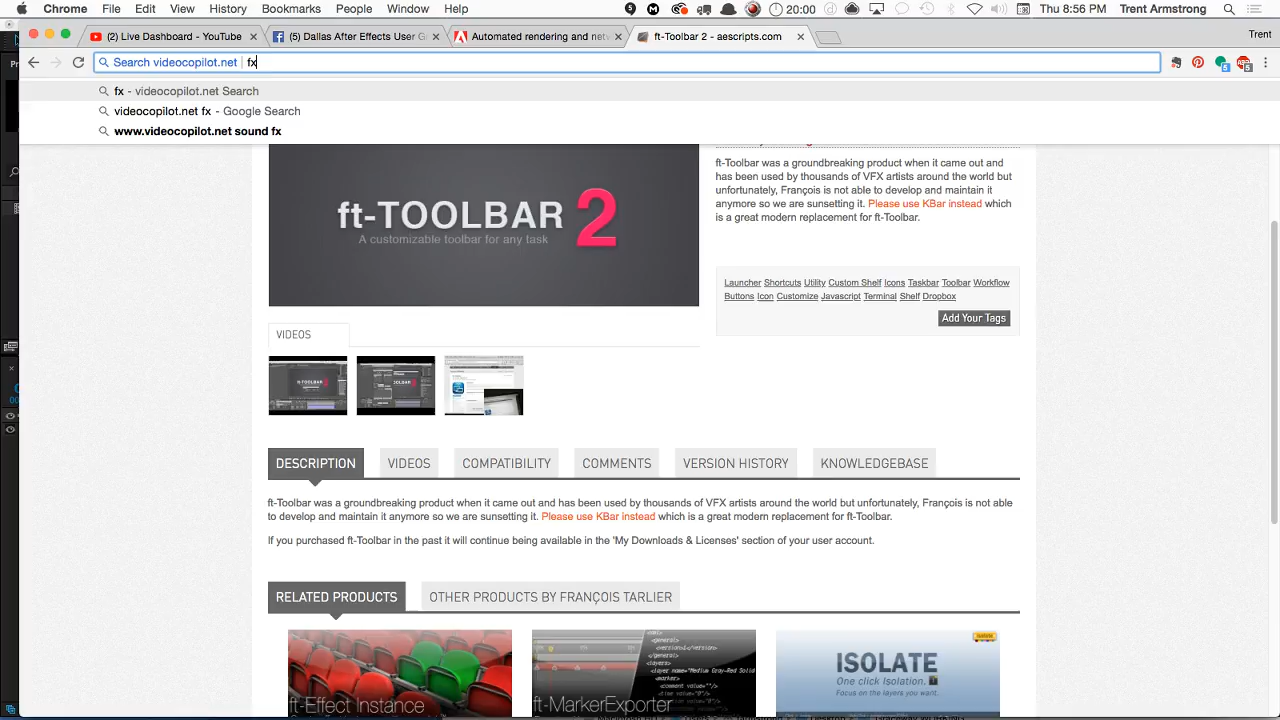 Chrome File Edit View History Bookmarks People Window Help 20:00 Thu 8:56 PM Trent Armstrong
(2) Live Dashboard - YouTube (5) Dallas After Effects User G Automated rendering and netw ft-Toolbar 2 - aescripts.com Trent
Search videocopilot.net fx
fx - videocopilot.net Search
videocopilot.net fx - Google Search
www.videocopilot.net sound fx
ft-TOOLBAR 2
A customizable toolbar for any task
ft-Toolbar was a groundbreaking product when it came out and
has been used by thousands of VFX artists around the world but
unfortunately, François is not able to develop and maintain it
anymore so we are sunsetting it. Please use KBar instead which
is a great modern replacement for ft-Toolbar.
Launcher Shortcuts Utility Custom Shelf Icons Taskbar Toolbar Workflow
Buttons Icon Customize Javascript Terminal Shelf Dropbox
Add Your Tags
VIDEOS
DESCRIPTION VIDEOS COMPATIBILITY COMMENTS VERSION HISTORY KNOWLEDGEBASE
ft-Toolbar was a groundbreaking product when it came out and has been used by thousands of VFX artists around the world but unfortunately, François is not able
to develop and maintain it anymore so we are sunsetting it. Please use KBar instead which is a great modern replacement for ft-Toolbar.
If you purchased ft-Toolbar in the past it will continue being available in the 'My Downloads & Licenses' section of your user account.
RELATED PRODUCTS OTHER PRODUCTS BY FRANÇOIS TARLIER
ft-Effect Instance
ft-MarkerExporter
ISOLATE
One click Isolation.
Focus on the layers you want.